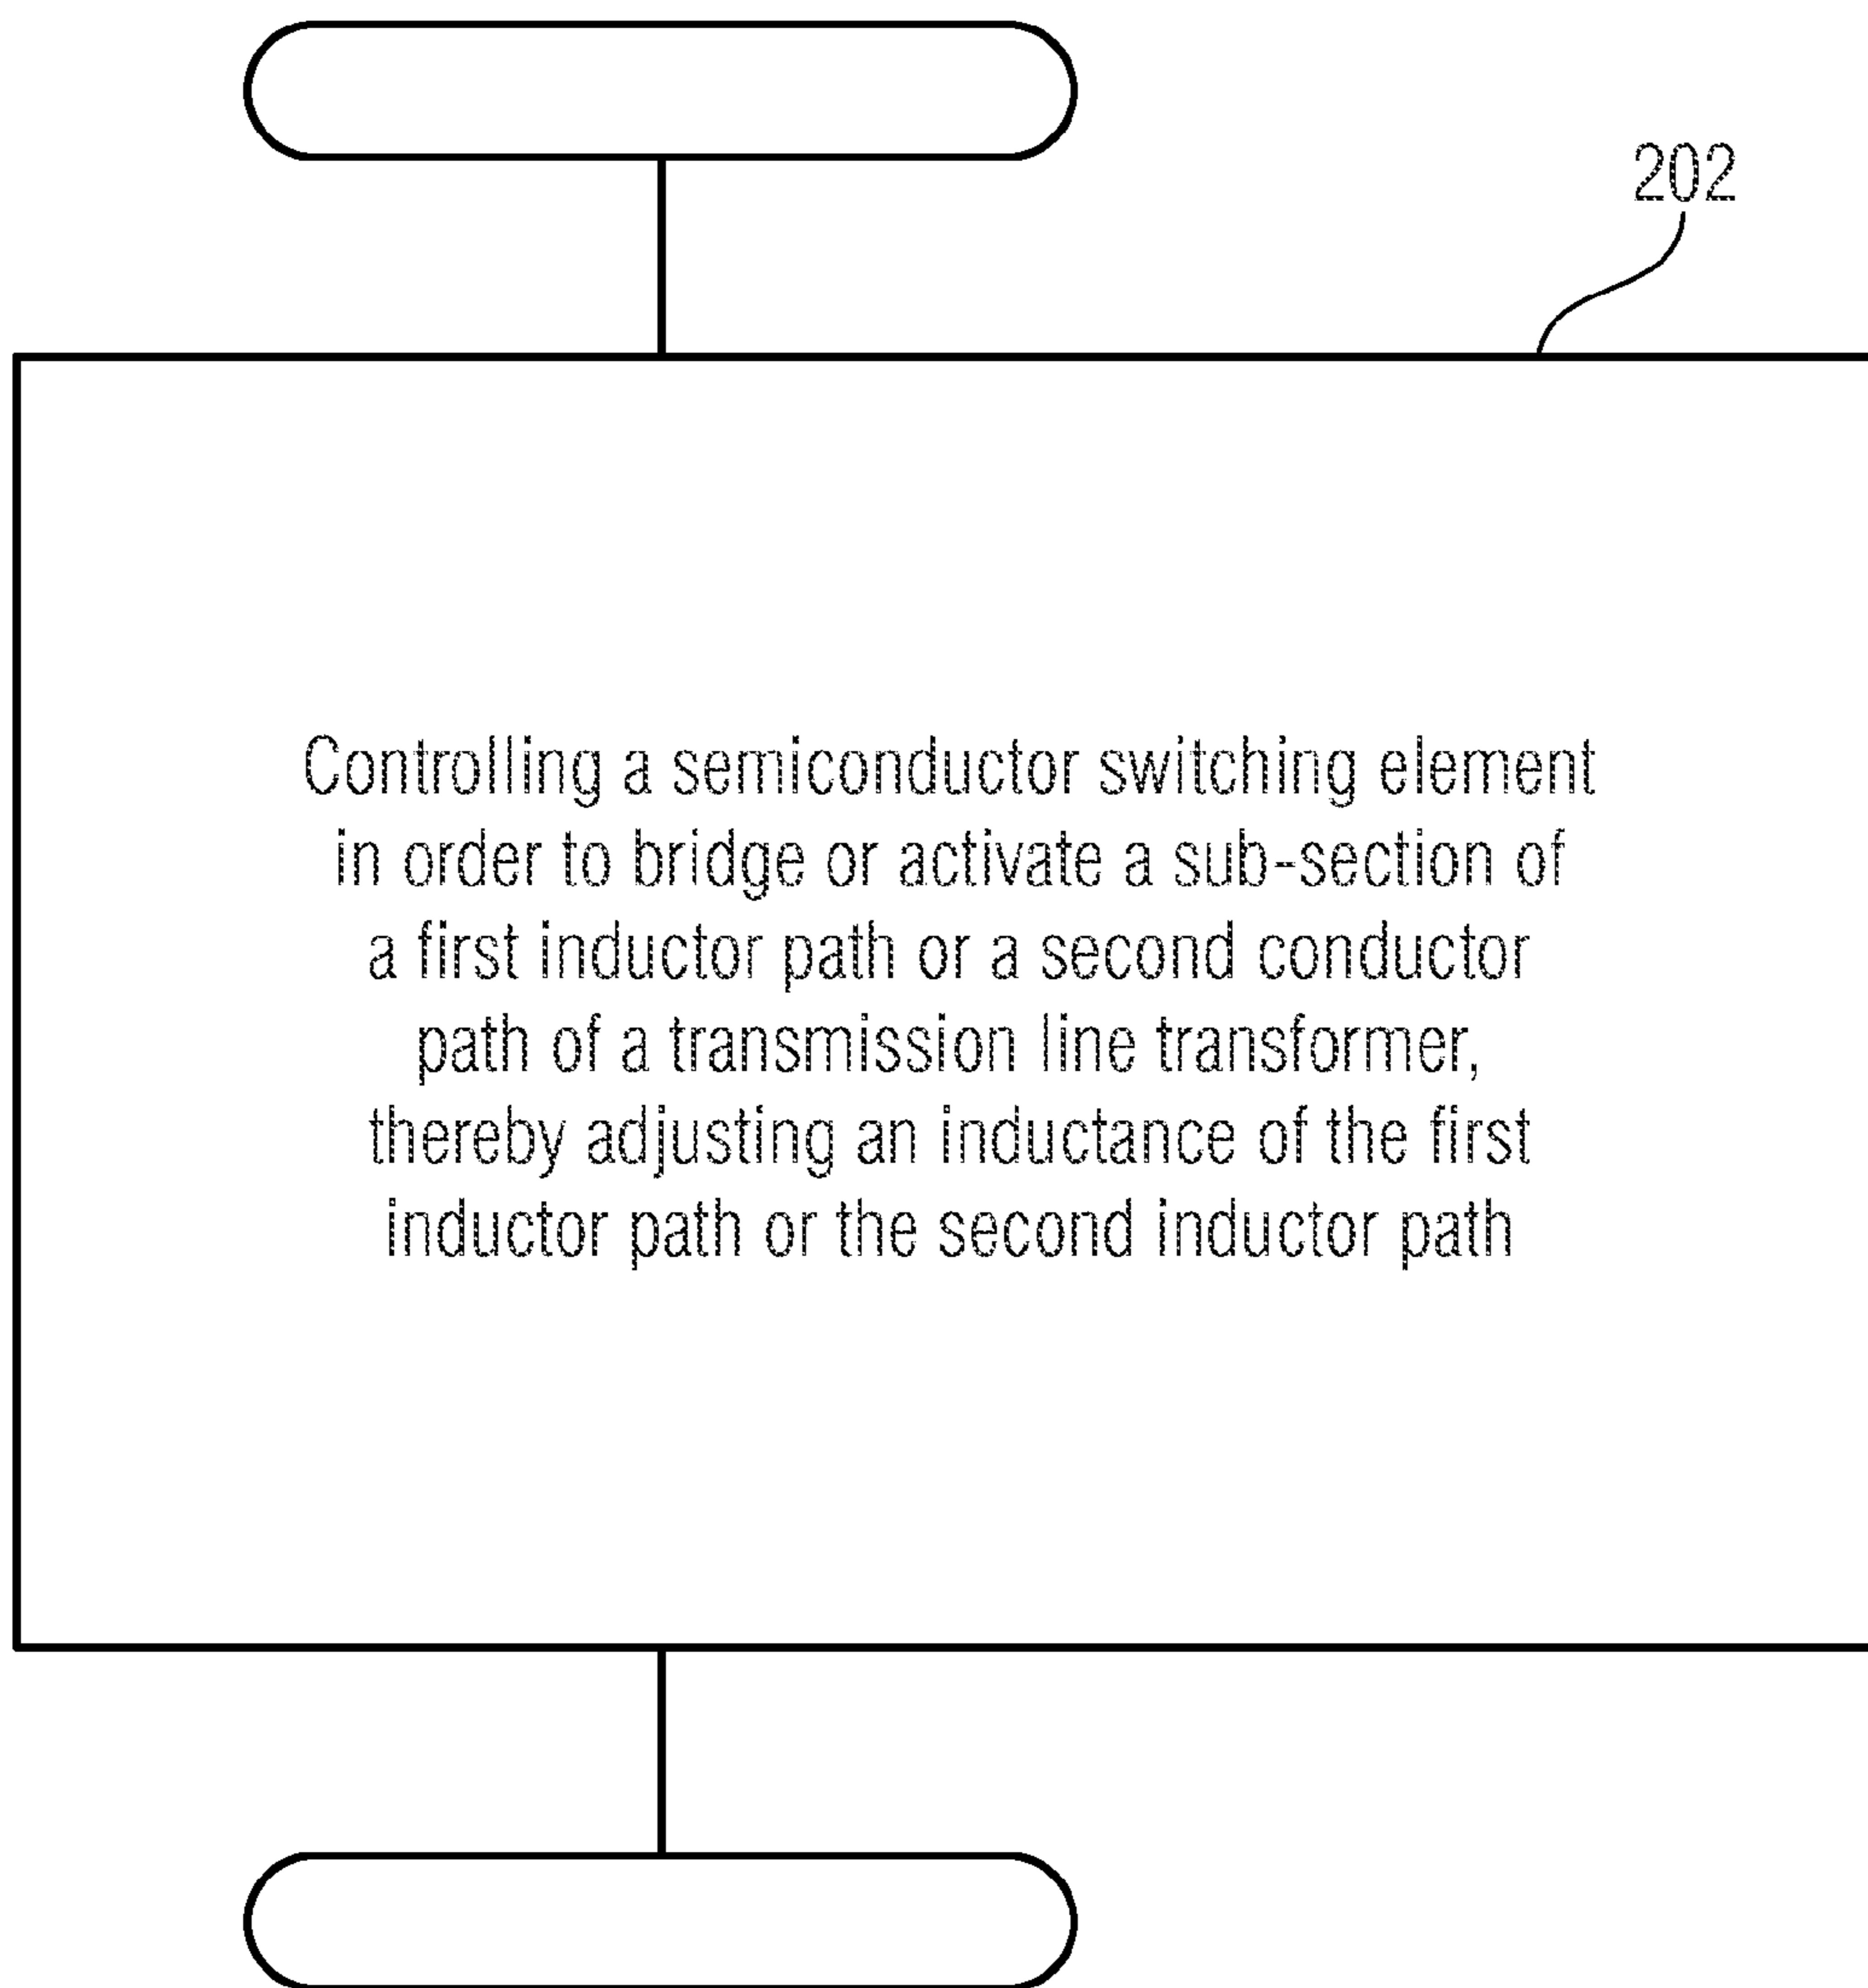 202
Controlling a semiconductor switching element
in order to bridge or activate a sub-section of
a first inductor path or a second conductor
path of a transmission line transformer,
thereby adjusting an inductance of the first
inductor path or the second inductor path